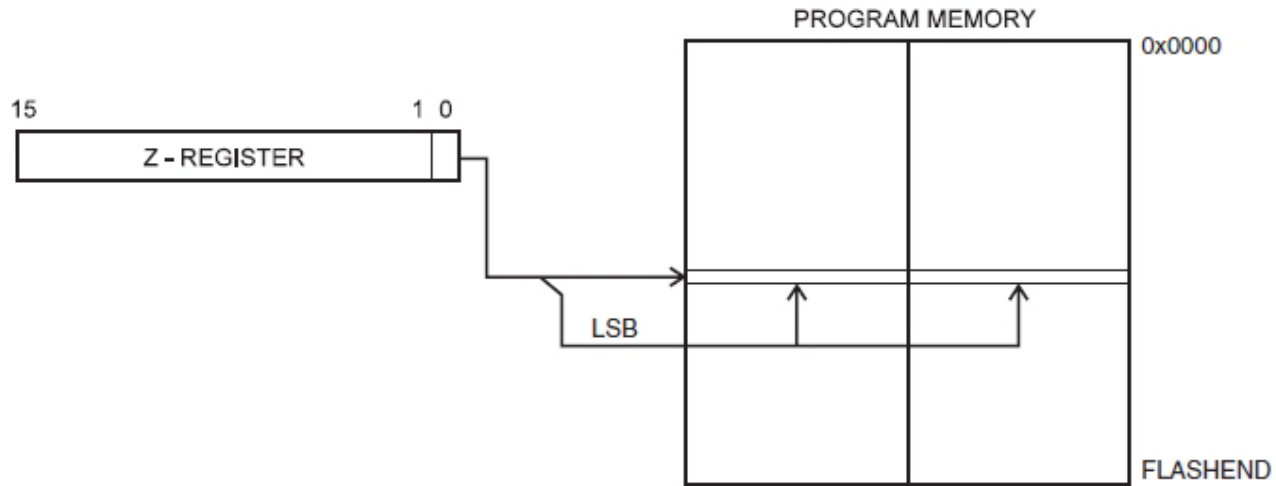 PROGRAM MEMORY
0x0000
15 1 0
Z - REGISTER
LSB
FLASHEND